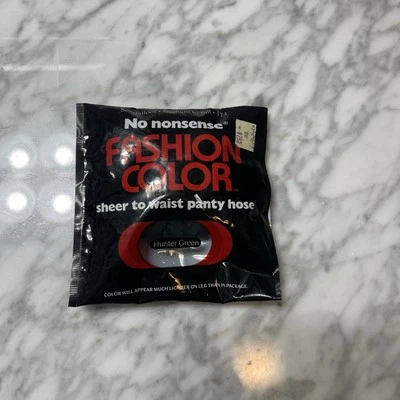 No nonsense®
FASHION
COLOR™
sheer to waist panty hose
Hunter Green
COLOR WILL APPEAR MUCH LIGHTER ON LEG THAN IN PACKAGE.